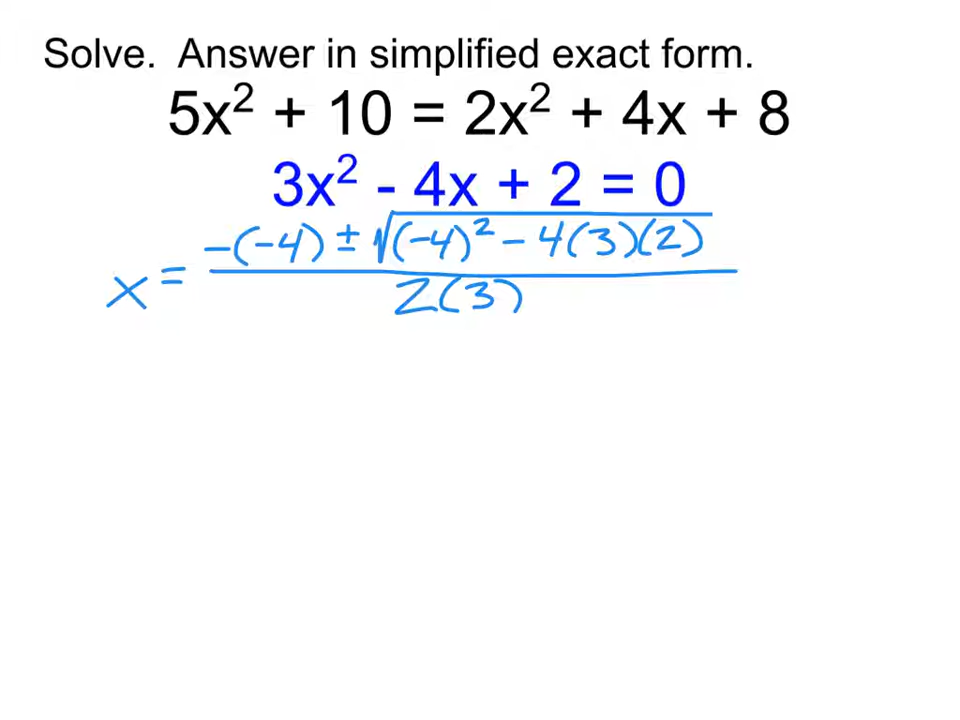 Solve.  Answer in simplified exact form.
5x² + 10 = 2x² + 4x + 8
3x² - 4x + 2 = 0
x = (-(-4) ± √((-4)² - 4(3)(2))) / 2(3)